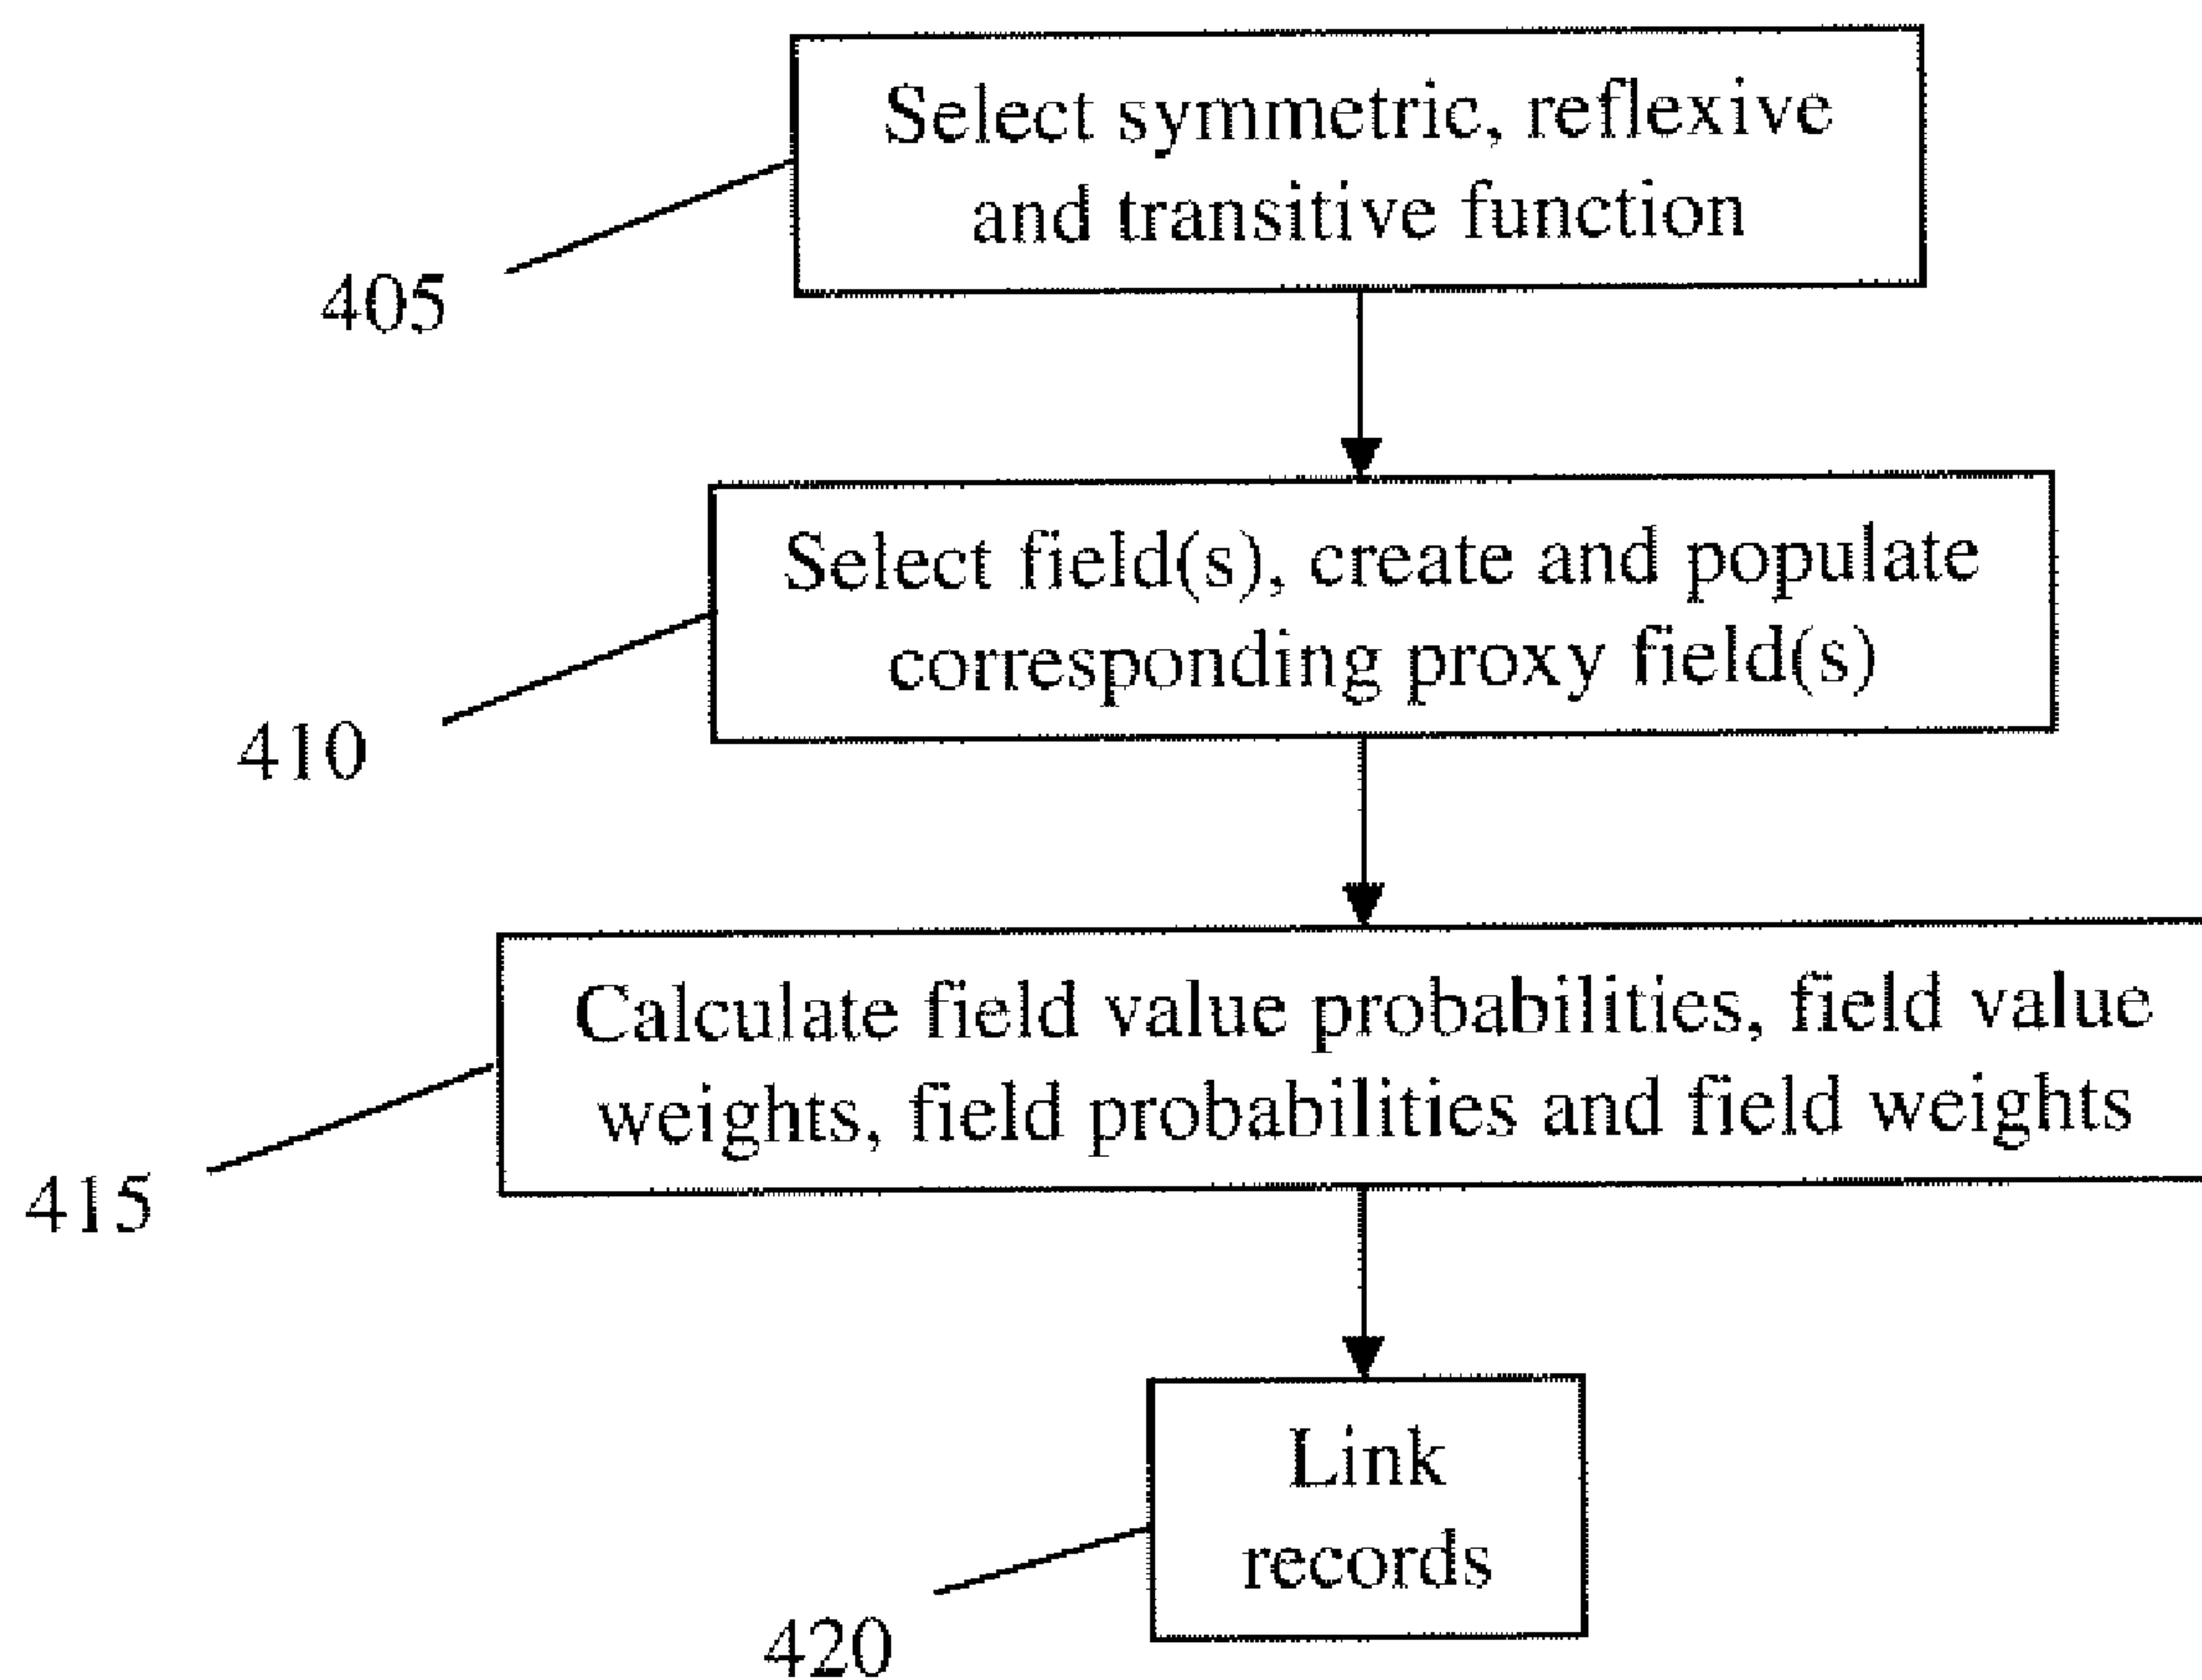 Select symmetric, reflexive
and transitive function
405
Select field(s), create and populate
corresponding proxy field(s)
410
Calculate field value probabilities, field value
weights, field probabilities and field weights
415
Link
records
420